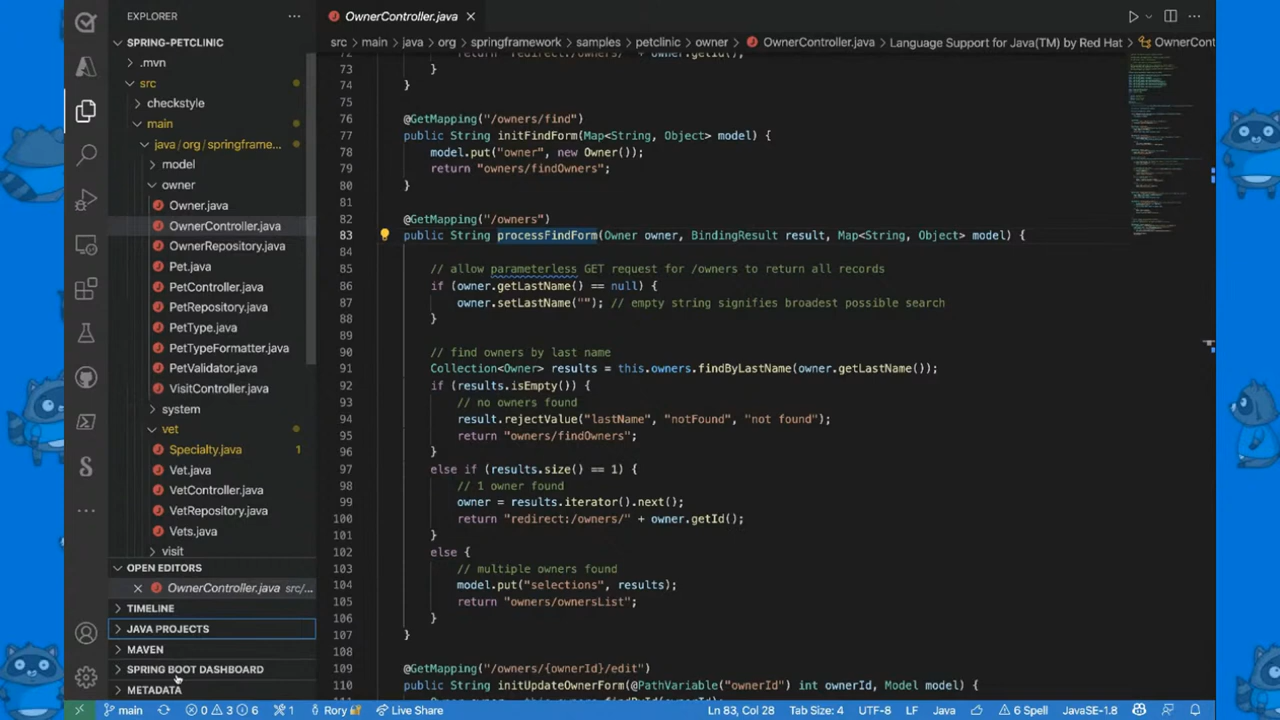 EXPLORER
OwnerController.java
SPRING-PETCLINIC
src > main > java > org > springframework > samples > petclinic > owner > OwnerController.java > Language Support for Java(TM) by Red Hat > OwnerCont
.mvn
src
checkstyle
main
java / org / springframe...
model
owner
Owner.java
OwnerController.java
OwnerRepository.java
Pet.java
PetController.java
PetRepository.java
PetType.java
PetTypeFormatter.java
PetValidator.java
VisitController.java
system
vet
Specialty.java 1
Vet.java
VetController.java
VetRepository.java
Vets.java
visit
OPEN EDITORS
OwnerController.java src/...
TIMELINE
JAVA PROJECTS
MAVEN
SPRING BOOT DASHBOARD
METADATA
72 return "redirect:/owners/" + owner.getId();
73 }
74
75
76 @GetMapping("/owners/find")
77 public String initFindForm(Map<String, Object> model) {
78 model.put("owner", new Owner());
79 return "owners/findOwners";
80 }
81
82 @GetMapping("/owners")
83 public String processFindForm(Owner owner, BindingResult result, Map<String, Object> model) {
84
85 // allow parameterless GET request for /owners to return all records
86 if (owner.getLastName() == null) {
87 owner.setLastName(""); // empty string signifies broadest possible search
88 }
89
90 // find owners by last name
91 Collection<Owner> results = this.owners.findByLastName(owner.getLastName());
92 if (results.isEmpty()) {
93 // no owners found
94 result.rejectValue("lastName", "notFound", "not found");
95 return "owners/findOwners";
96 }
97 else if (results.size() == 1) {
98 // 1 owner found
99 owner = results.iterator().next();
100 return "redirect:/owners/" + owner.getId();
101 }
102 else {
103 // multiple owners found
104 model.put("selections", results);
105 return "owners/ownersList";
106 }
107 }
108
109 @GetMapping("/owners/{ownerId}/edit")
110 public String initUpdateOwnerForm(@PathVariable("ownerId") int ownerId, Model model) {
main 0 3 6 1 Rory Live Share Ln 83, Col 28 Tab Size: 4 UTF-8 LF Java 6 Spell JavaSE-1.8